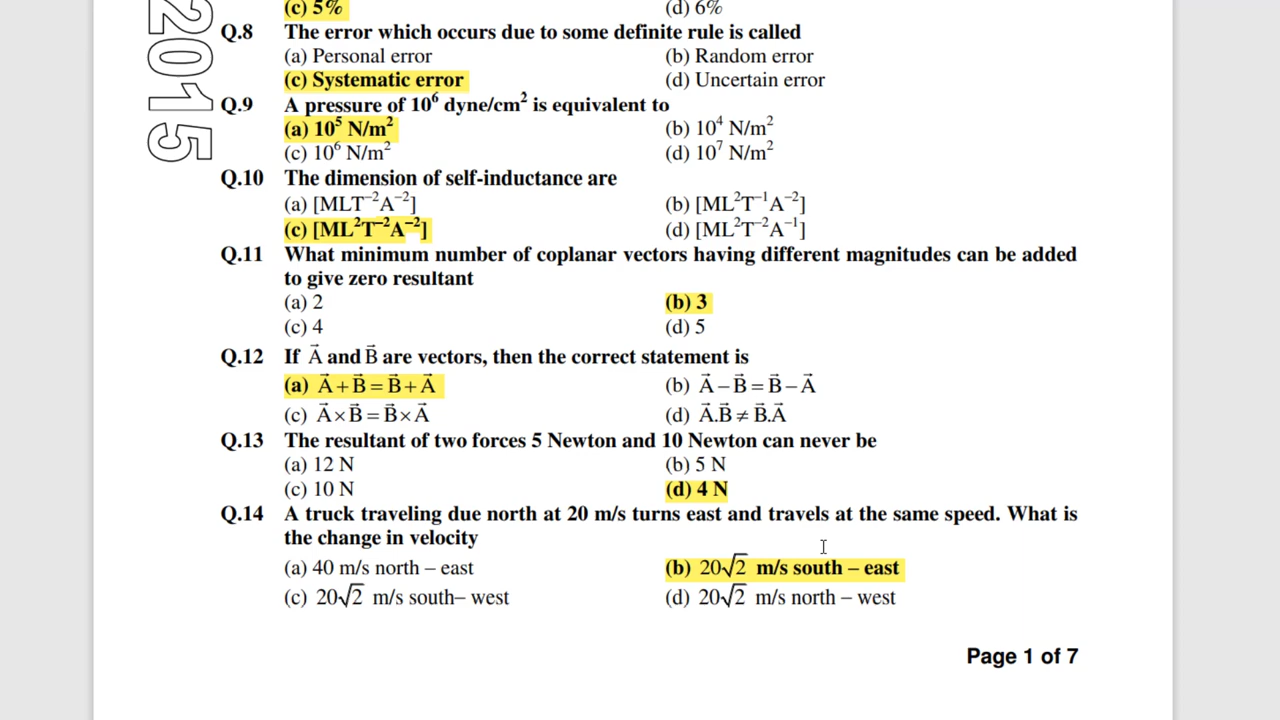 2015
(c) 5% (d) 6%
Q.8 The error which occurs due to some definite rule is called
(a) Personal error (b) Random error
(c) Systematic error (d) Uncertain error
Q.9 A pressure of 10⁶ dyne/cm² is equivalent to
(a) 10⁵ N/m² (b) 10⁴ N/m²
(c) 10⁶ N/m² (d) 10⁷ N/m²
Q.10 The dimension of self-inductance are
(a) [MLT⁻²A⁻²] (b) [ML²T⁻¹A⁻²]
(c) [ML²T⁻²A⁻²] (d) [ML²T⁻²A⁻¹]
Q.11 What minimum number of coplanar vectors having different magnitudes can be added
to give zero resultant
(a) 2 (b) 3
(c) 4 (d) 5
Q.12 If A⃗ and B⃗ are vectors, then the correct statement is
(a) A⃗ + B⃗ = B⃗ + A⃗ (b) A⃗ − B⃗ = B⃗ − A⃗
(c) A⃗ × B⃗ = B⃗ × A⃗ (d) A⃗.B⃗ ≠ B⃗.A⃗
Q.13 The resultant of two forces 5 Newton and 10 Newton can never be
(a) 12 N (b) 5 N
(c) 10 N (d) 4 N
Q.14 A truck traveling due north at 20 m/s turns east and travels at the same speed. What is
the change in velocity
(a) 40 m/s north – east (b) 20√2 m/s south – east
(c) 20√2 m/s south– west (d) 20√2 m/s north – west
Page 1 of 7